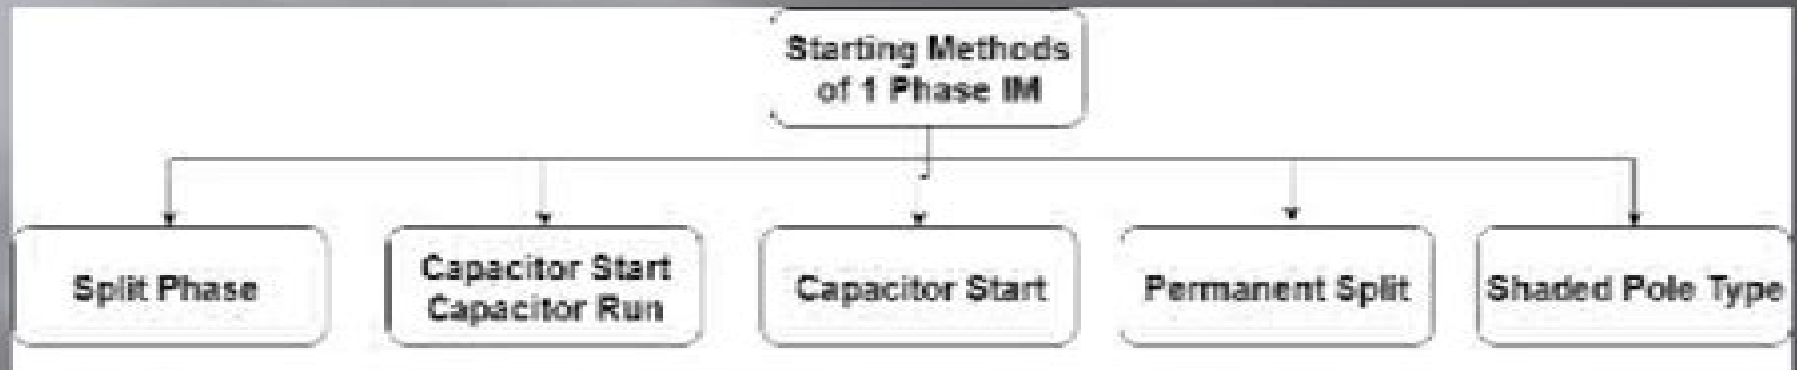 Starting Methods
of 1 Phase IM
Split Phase
Capacitor Start
Capacitor Run
Capacitor Start
Permanent Split
Shaded Pole Type